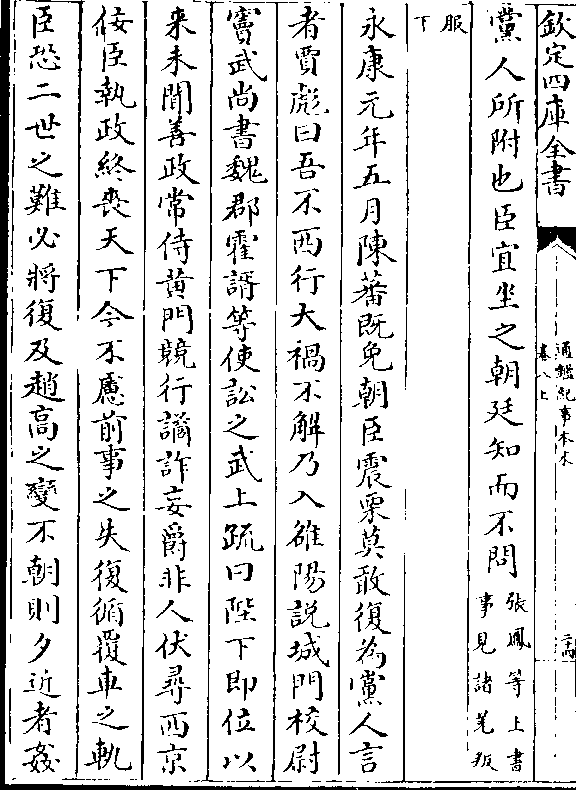 欽定四庫全書
通鑑紀事本末
卷八上
二十四
黨人所附也臣宜坐之朝廷知而不問張鳳等上書
事見諸羌叛
服
下
永康元年五月陳蕃既免朝臣震栗莫敢復為黨人言
者賈彪曰吾不西行大禍不解乃入雒陽説城門校尉
竇武尚書魏郡霍諝等使訟之武上疏曰陛下即位以
来未聞善政常侍黄門競行譎詐妄爵非人伏尋西京
佞臣執政終喪天下今不慮前事之失復循覆車之軌
臣恐二世之難必將復及趙高之變不朝則夕近者姦